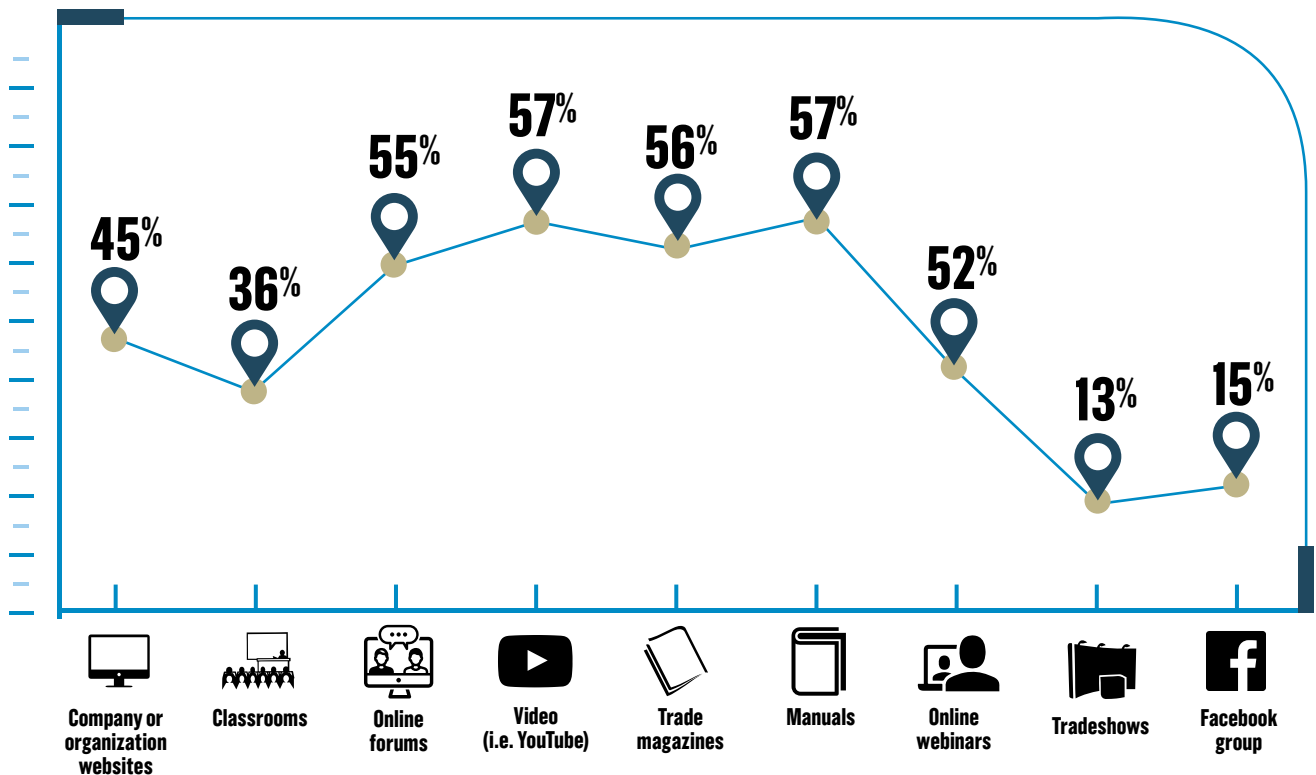 45%
36%
55%
57%
56%
57%
52%
13%
15%
Company or
organization
websites
Classrooms
Online
forums
Video
(i.e. YouTube)
Trade
magazines
Manuals
Online
webinars
Tradeshows
Facebook
group